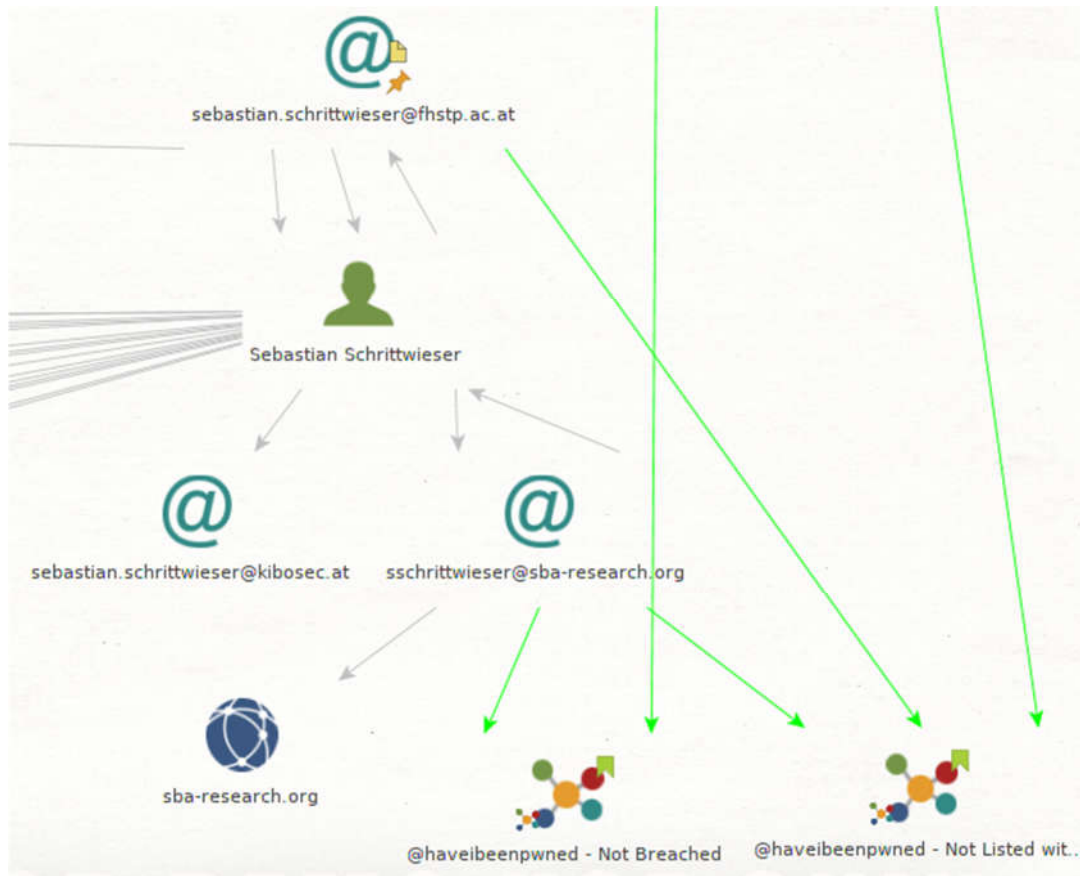 sebastian.schrittwieser@fhstp.ac.at
Sebastian Schrittwieser
sebastian.schrittwieser@kibosec.at
sschrittwieser@sba-research.org
sba-research.org
@haveibeenpwned - Not Breached
@haveibeenpwned - Not Listed wit..